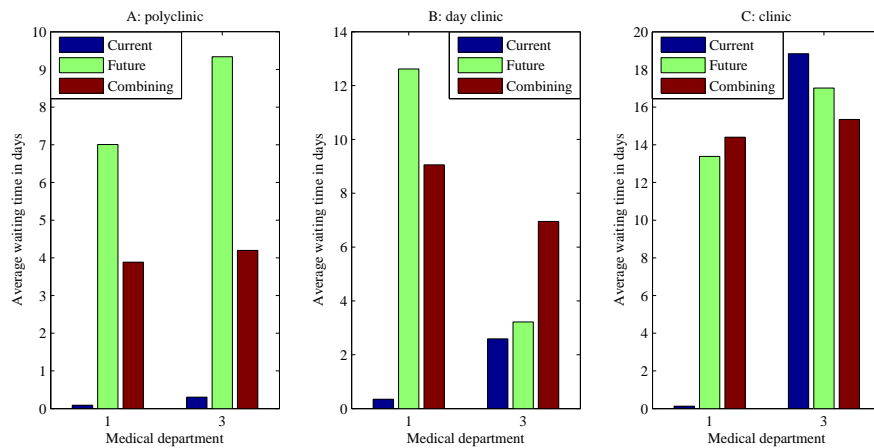 A: polyclinic
10
9
8
7
6
5
4
3
2
1
0
Average waiting time in days
Current
Future
Combining
1 3
Medical department
B: day clinic
14
12
10
8
6
4
2
0
Average waiting time in days
Current
Future
Combining
1 3
Medical department
C: clinic
20
18
16
14
12
10
8
6
4
2
0
Average waiting time in days
Current
Future
Combining
1 3
Medical department